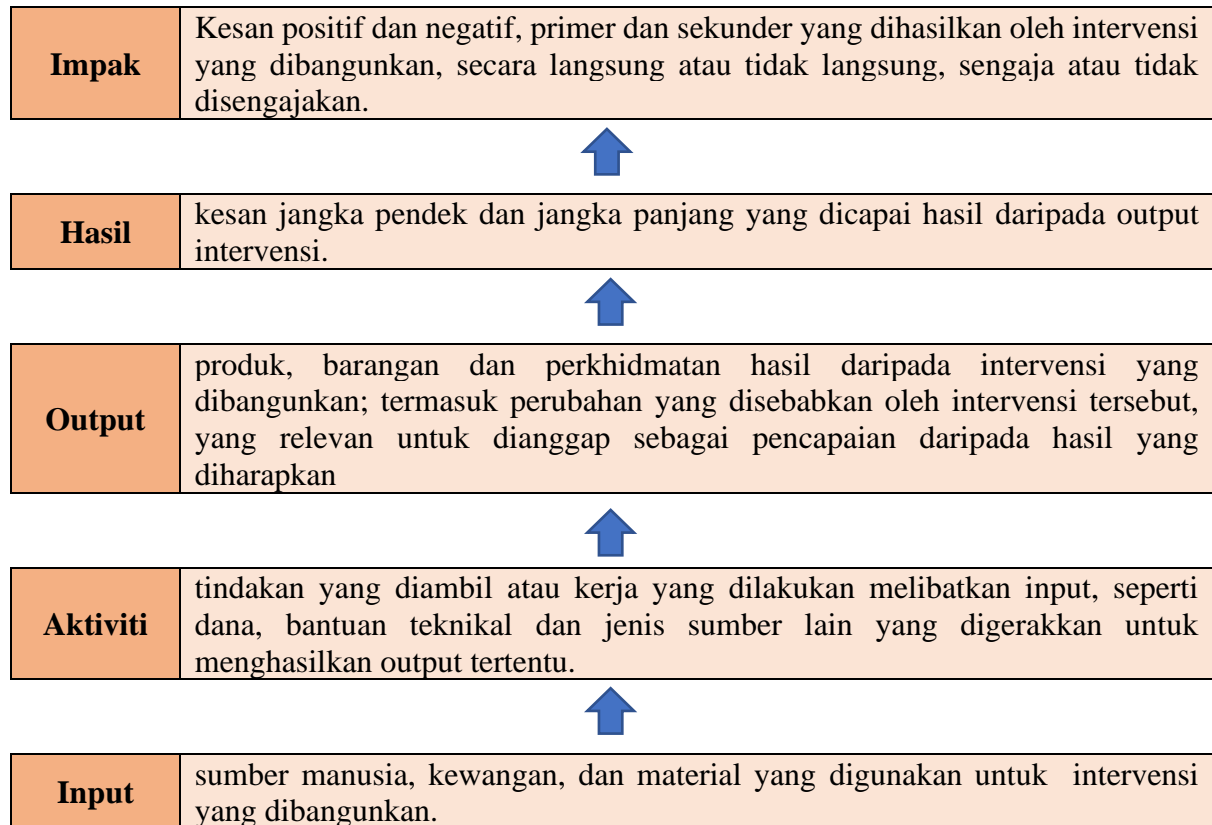 Impak
Kesan positif dan negatif, primer dan sekunder yang dihasilkan oleh intervensi
yang dibangunkan, secara langsung atau tidak langsung, sengaja atau tidak
disengajakan.
Hasil
kesan jangka pendek dan jangka panjang yang dicapai hasil daripada output
intervensi.
Output
produk, barangan dan perkhidmatan hasil daripada intervensi yang
dibangunkan; termasuk perubahan yang disebabkan oleh intervensi tersebut,
yang relevan untuk dianggap sebagai pencapaian daripada hasil yang
diharapkan
Aktiviti
tindakan yang diambil atau kerja yang dilakukan melibatkan input, seperti
dana, bantuan teknikal dan jenis sumber lain yang digerakkan untuk
menghasilkan output tertentu.
Input
sumber manusia, kewangan, dan material yang digunakan untuk intervensi
yang dibangunkan.